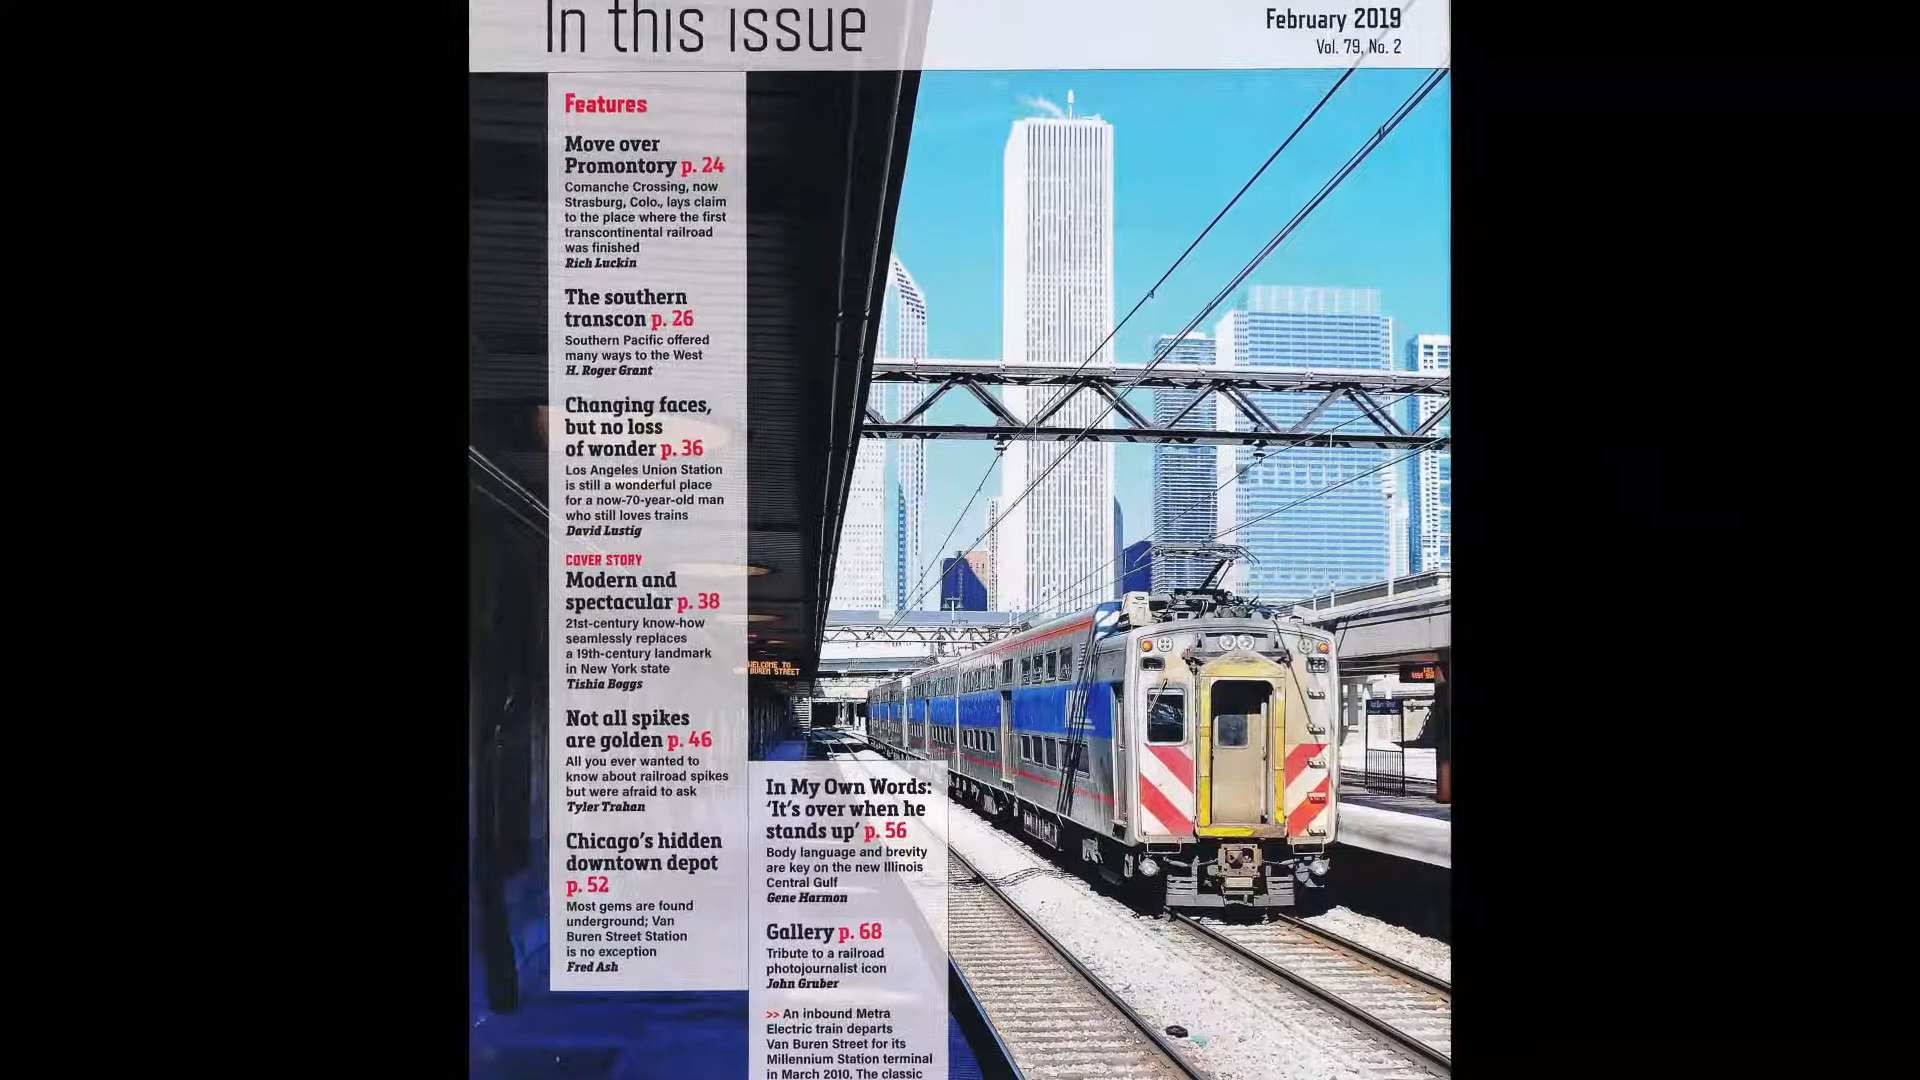 In this issue
February 2019
Vol. 79, No. 2
Features
Move over
Promontory p. 24
Comanche Crossing, now
Strasburg, Colo., lays claim
to the place where the first
transcontinental railroad
was finished
Rich Luckin
The southern
transcon p. 26
Southern Pacific offered
many ways to the West
H. Roger Grant
Changing faces,
but no loss
of wonder p. 36
Los Angeles Union Station
is still a wonderful place
for a now-70-year-old man
who still loves trains
David Lustig
COVER STORY
Modern and
spectacular p. 38
21st-century know-how
seamlessly replaces
a 19th-century landmark
in New York state
Tishia Boggs
Not all spikes
are golden p. 46
All you ever wanted to
know about railroad spikes
but were afraid to ask
Tyler Trahan
Chicago's hidden
downtown depot
p. 52
Most gems are found
underground; Van
Buren Street Station
is no exception
Fred Ash
WELCOME TO
VAN BUREN STREET
In My Own Words:
‘It's over when he
stands up’ p. 56
Body language and brevity
are key on the new Illinois
Central Gulf
Gene Harmon
Gallery p. 68
Tribute to a railroad
photojournalist icon
John Gruber
>> An inbound Metra
Electric train departs
Van Buren Street for its
Millennium Station terminal
in March 2010. The classic